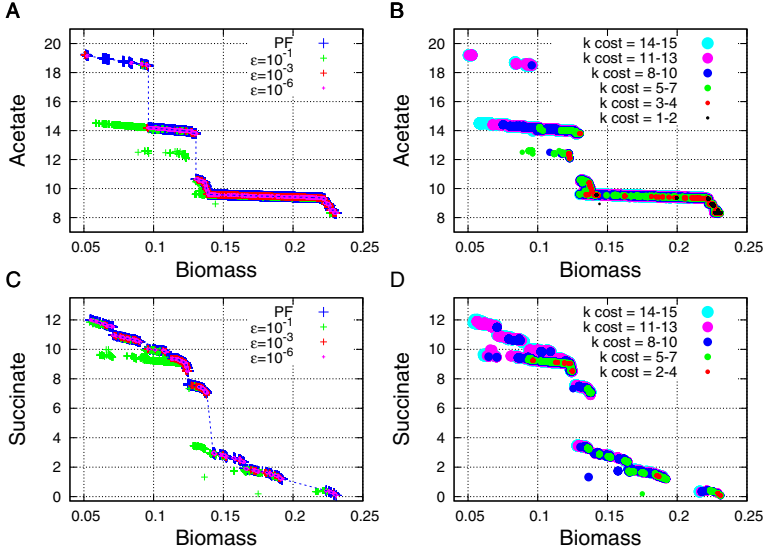 A
Acetate
20
18
16
14
12
10
8
0.05
0.1
0.15
0.2
0.25
Biomass
PF
ε=10⁻¹
ε=10⁻³
ε=10⁻⁶
B
Acetate
20
18
16
14
12
10
8
0.05
0.1
0.15
0.2
0.25
Biomass
k cost = 14-15
k cost = 11-13
k cost = 8-10
k cost = 5-7
k cost = 3-4
k cost = 1-2
C
Succinate
12
10
8
6
4
2
0
0.05
0.1
0.15
0.2
0.25
Biomass
PF
ε=10⁻¹
ε=10⁻³
ε=10⁻⁶
D
Succinate
12
10
8
6
4
2
0
0.05
0.1
0.15
0.2
0.25
Biomass
k cost = 14-15
k cost = 11-13
k cost = 8-10
k cost = 5-7
k cost = 2-4